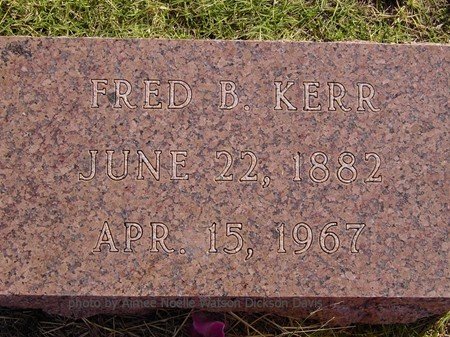 FRED B. KERR
JUNE 22, 1882
APR. 15, 1967
photo by Aimee Noelle Watson Dickson Davis